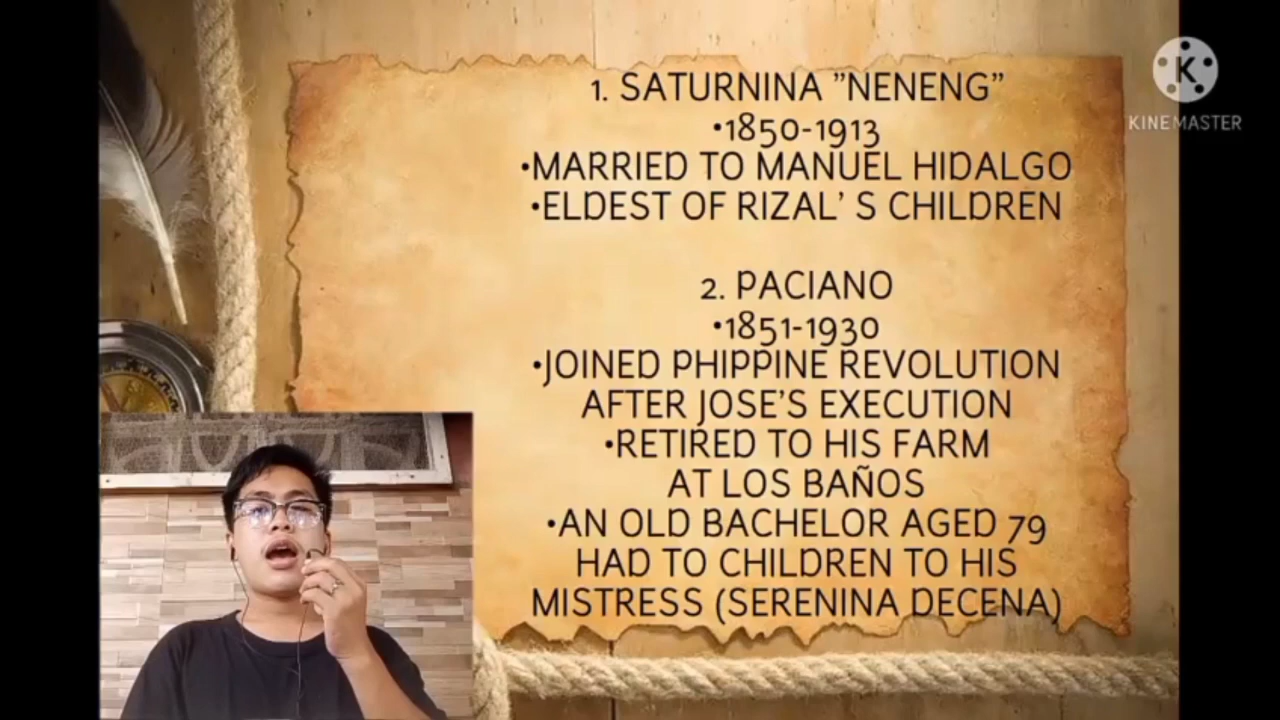 1. SATURNINA "NENENG"
•1850-1913
•MARRIED TO MANUEL HIDALGO
•ELDEST OF RIZAL' S CHILDREN
2. PACIANO
•1851-1930
•JOINED PHIPPINE REVOLUTION
AFTER JOSE'S EXECUTION
•RETIRED TO HIS FARM
AT LOS BAÑOS
•AN OLD BACHELOR AGED 79
HAD TO CHILDREN TO HIS
MISTRESS (SERENINA DECENA)
K
KINEMASTER